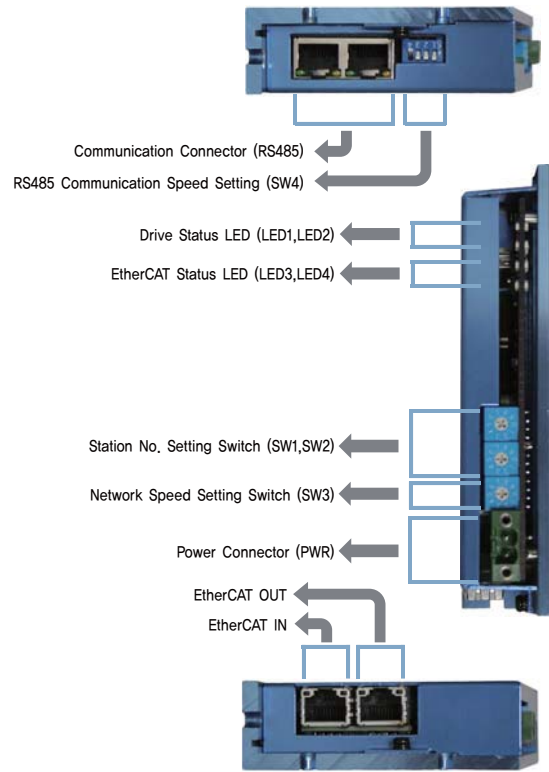 Communication Connector (RS485)
RS485 Communication Speed Setting (SW4)
Drive Status LED (LED1,LED2)
EtherCAT Status LED (LED3,LED4)
Station No. Setting Switch (SW1,SW2)
Network Speed Setting Switch (SW3)
Power Connector (PWR)
EtherCAT OUT
EtherCAT IN